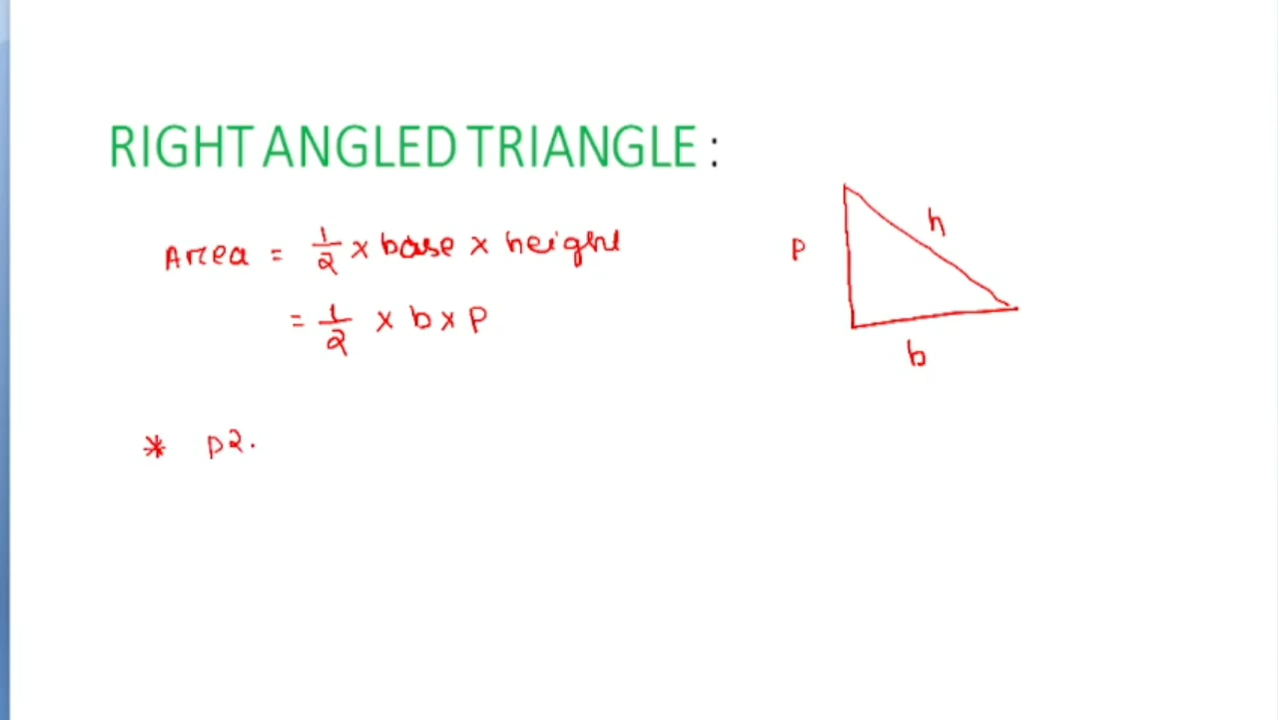 RIGHT ANGLED TRIANGLE :
Area = 1/2 × base × height
= 1/2 × b × p
* p2.
p
h
b